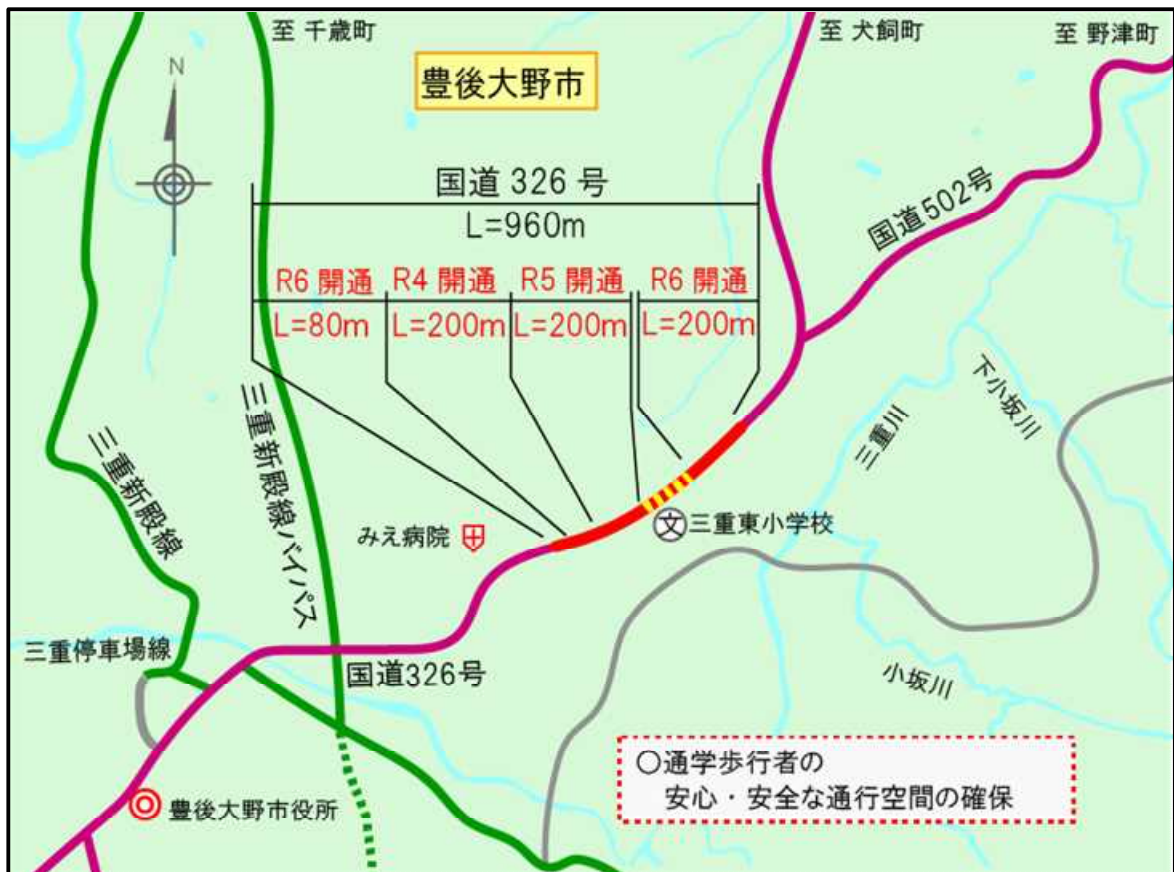 至 千歳町
至 犬飼町
至 野津町
N
豊後大野市
国道 326 号
L=960m
R6 開通
R4 開通
R5 開通
R6 開通
L=80m
L=200m
L=200m
L=200m
国道502号
三重新殿線
三重新殿線バイパス
三重川
下小坂川
みえ病院
文
三重東小学校
三重停車場線
国道326号
小坂川
○通学歩行者の
安心・安全な通行空間の確保
豊後大野市役所